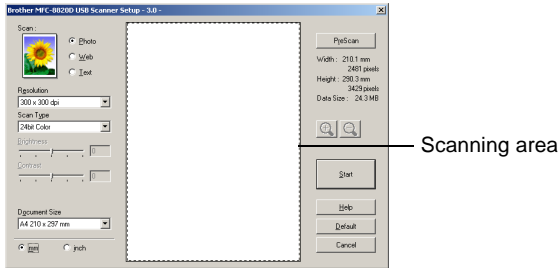 Brother MFC-8820D USB Scanner Setup - 3.0 -
Scan :
Photo
Web
Text
Resolution
300 x 300 dpi
Scan Type
24bit Color
Brightness
0
Contrast
0
Document Size
A4 210 x 297 mm
mm
inch
PreScan
Width : 210.1 mm
2481 pixels
Height : 290.3 mm
3429 pixels
Data Size : 24.3 MB
Start
Help
Default
Cancel
Scanning area